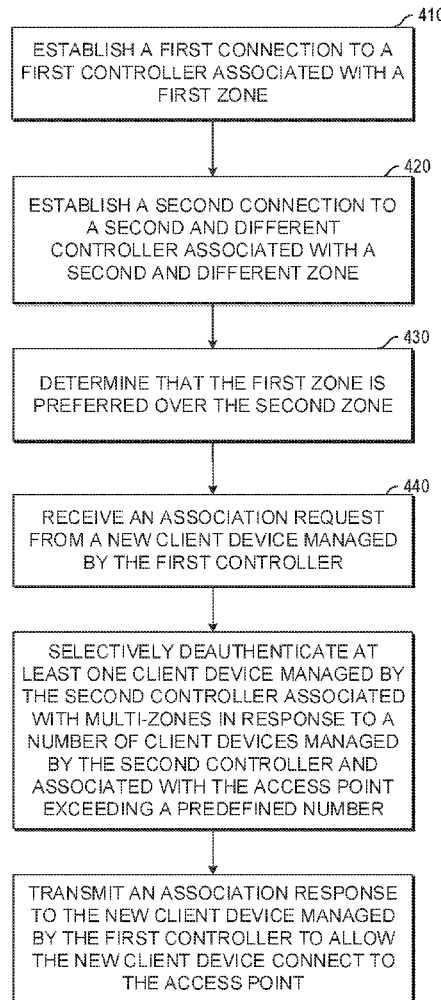 410
ESTABLISH A FIRST CONNECTION TO A
FIRST CONTROLLER ASSOCIATED WITH A
FIRST ZONE
420
ESTABLISH A SECOND CONNECTION TO
A SECOND AND DIFFERENT
CONTROLLER ASSOCIATED WITH A
SECOND AND DIFFERENT ZONE
430
DETERMINE THAT THE FIRST ZONE IS
PREFERRED OVER THE SECOND ZONE
440
RECEIVE AN ASSOCIATION REQUEST
FROM A NEW CLIENT DEVICE MANAGED
BY THE FIRST CONTROLLER
SELECTIVELY DEAUTHENTICATE AT
LEAST ONE CLIENT DEVICE MANAGED BY
THE SECOND CONTROLLER ASSOCIATED
WITH MULTI-ZONES IN RESPONSE TO A
NUMBER OF CLIENT DEVICES MANAGED
BY THE SECOND CONTROLLER AND
ASSOCIATED WITH THE ACCESS POINT
EXCEEDING A PREDEFINED NUMBER
TRANSMIT AN ASSOCIATION RESPONSE
TO THE NEW CLIENT DEVICE MANAGED
BY THE FIRST CONTROLLER TO ALLOW
THE NEW CLIENT DEVICE CONNECT TO
THE ACCESS POINT